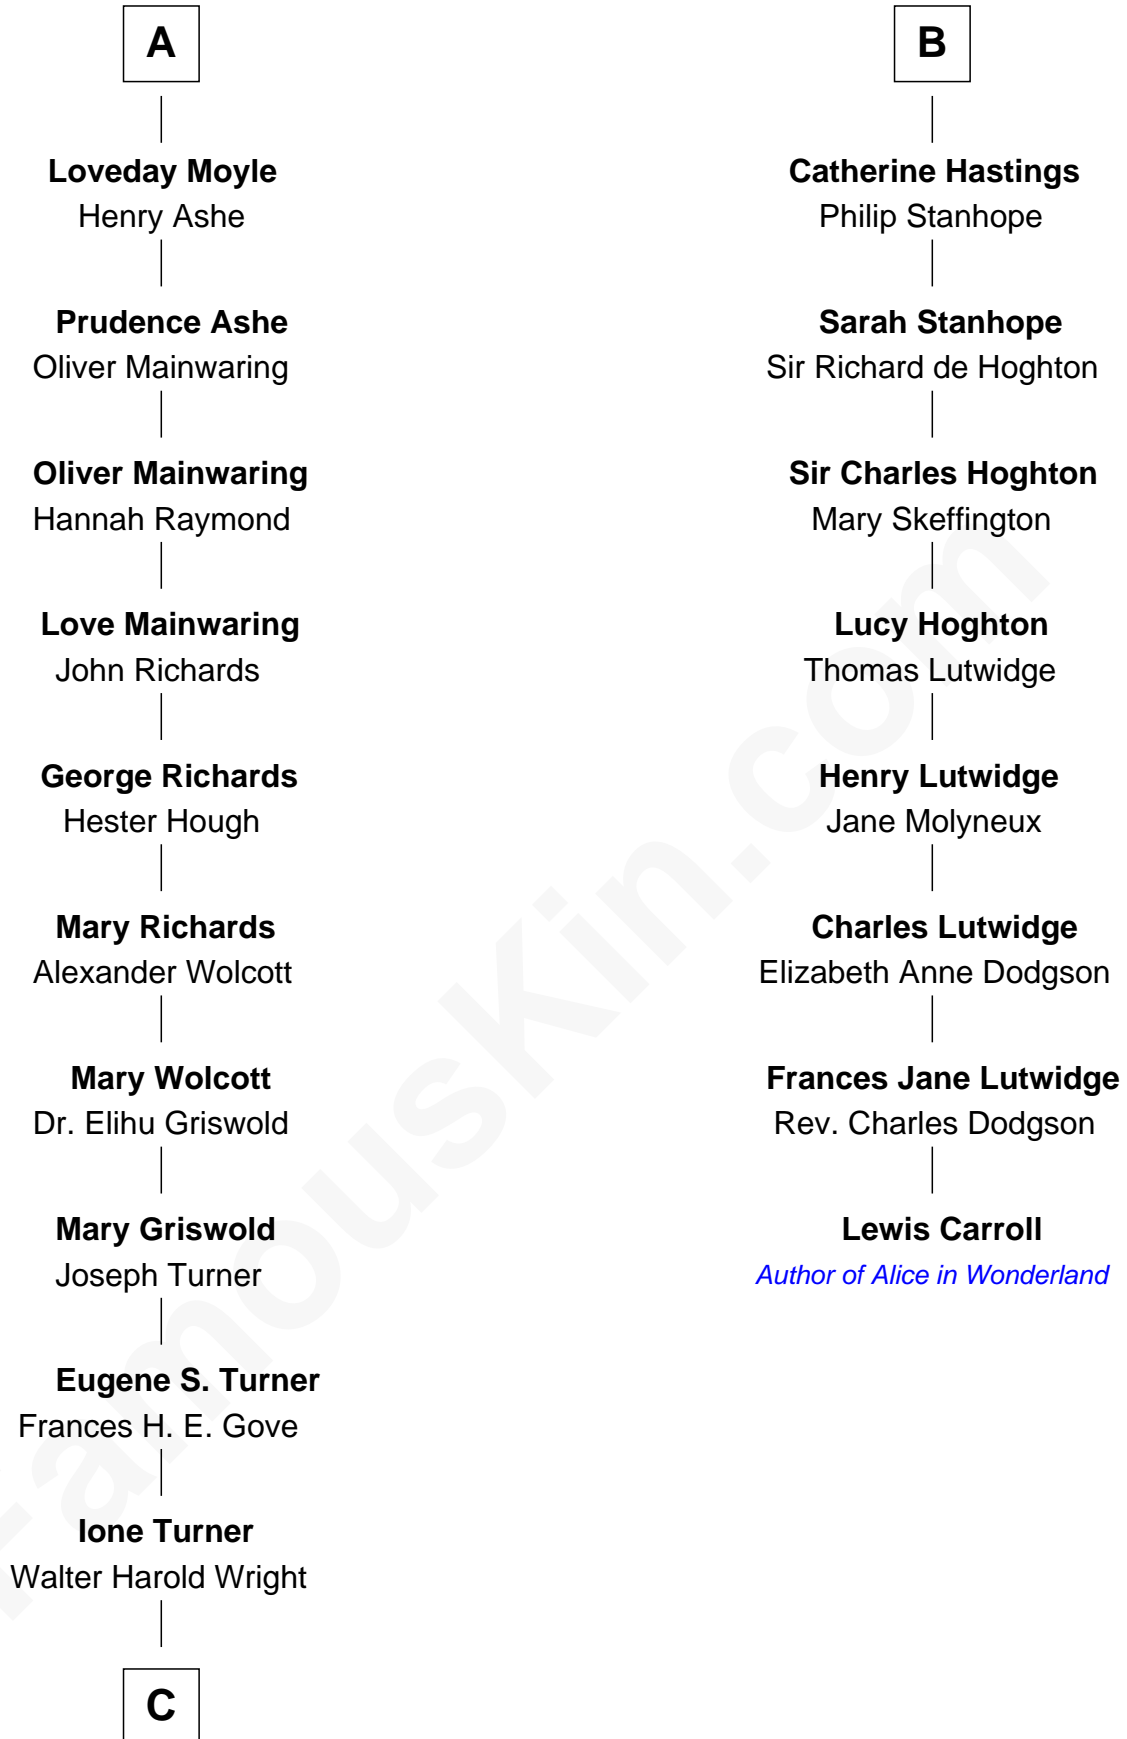 A
Loveday Moyle
Henry Ashe
Prudence Ashe
Oliver Mainwaring
Oliver Mainwaring
Hannah Raymond
Love Mainwaring
John Richards
George Richards
Hester Hough
Mary Richards
Alexander Wolcott
Mary Wolcott
Dr. Elihu Griswold
Mary Griswold
Joseph Turner
Eugene S. Turner
Frances H. E. Gove
Ione Turner
Walter Harold Wright
C
B
Catherine Hastings
Philip Stanhope
Sarah Stanhope
Sir Richard de Hoghton
Sir Charles Hoghton
Mary Skeffington
Lucy Hoghton
Thomas Lutwidge
Henry Lutwidge
Jane Molyneux
Charles Lutwidge
Elizabeth Anne Dodgson
Frances Jane Lutwidge
Rev. Charles Dodgson
Lewis Carroll
Author of Alice in Wonderland
FamousKin.com